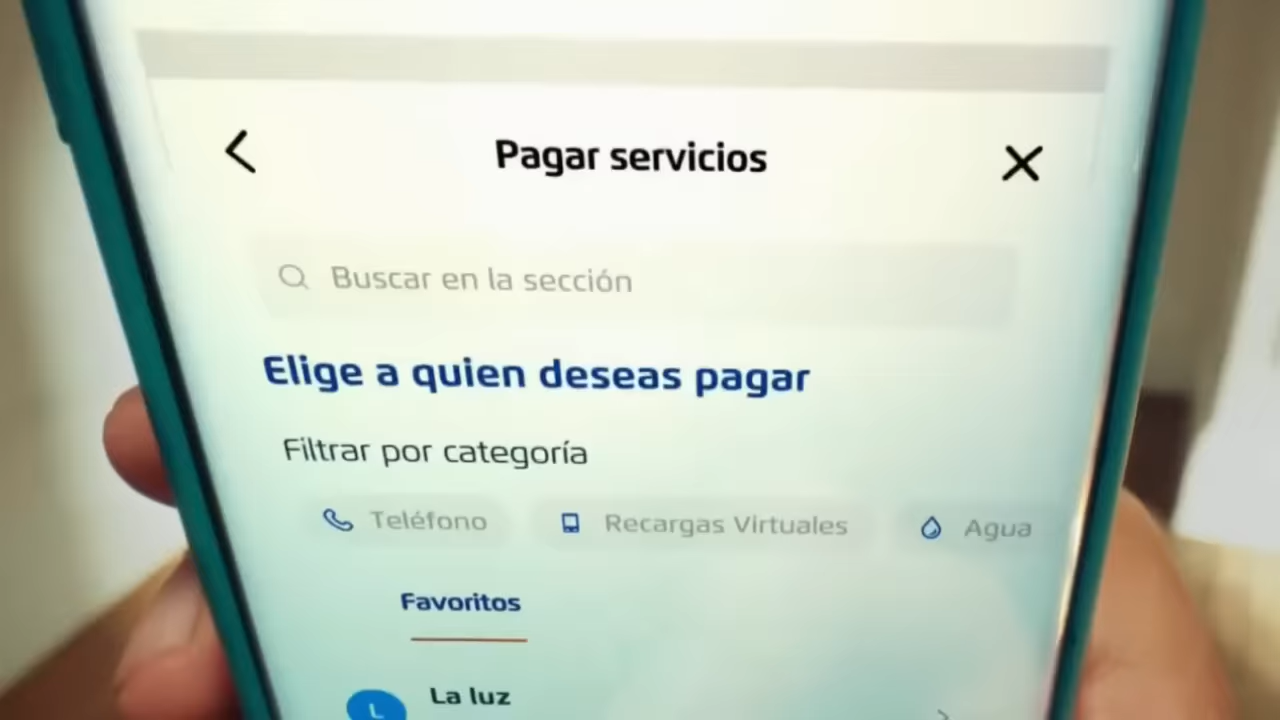 Pagar servicios
Buscar en la sección
Elige a quien deseas pagar
Filtrar por categoría
Teléfono Recargas Virtuales Agua
Favoritos
La luz
L